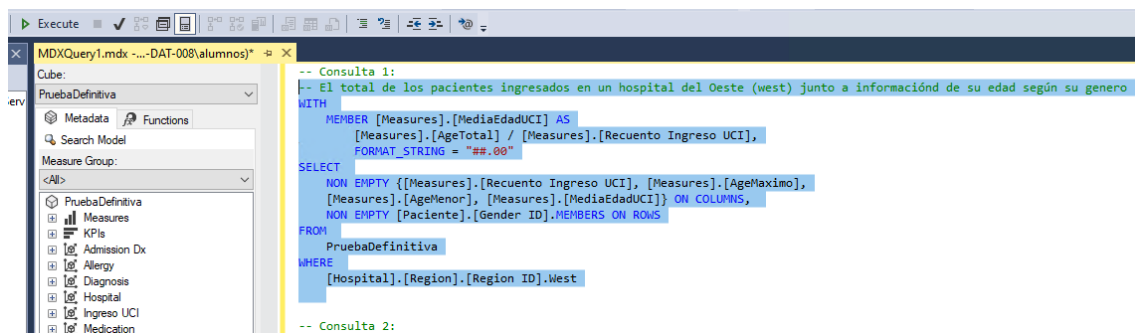 Execute
MDXQuery1.mdx -...-DAT-008\alumnos)*
Cube:
PruebaDefinitiva
erv
Metadata Functions
Search Model
Measure Group:
<All>
PruebaDefinitiva
Measures
KPIs
Admission Dx
Allergy
Diagnosis
Hospital
Ingreso UCI
Medication
-- Consulta 1:
-- El total de los pacientes ingresados en un hospital del Oeste (west) junto a informaciónd de su edad según su genero
WITH
MEMBER [Measures].[MediaEdadUCI] AS
[Measures].[AgeTotal] / [Measures].[Recuento Ingreso UCI],
FORMAT_STRING = "##.00"
SELECT
NON EMPTY {[Measures].[Recuento Ingreso UCI], [Measures].[AgeMaximo],
[Measures].[AgeMenor], [Measures].[MediaEdadUCI]} ON COLUMNS,
NON EMPTY [Paciente].[Gender ID].MEMBERS ON ROWS
FROM
PruebaDefinitiva
WHERE
[Hospital].[Region].[Region ID].West
-- Consulta 2: